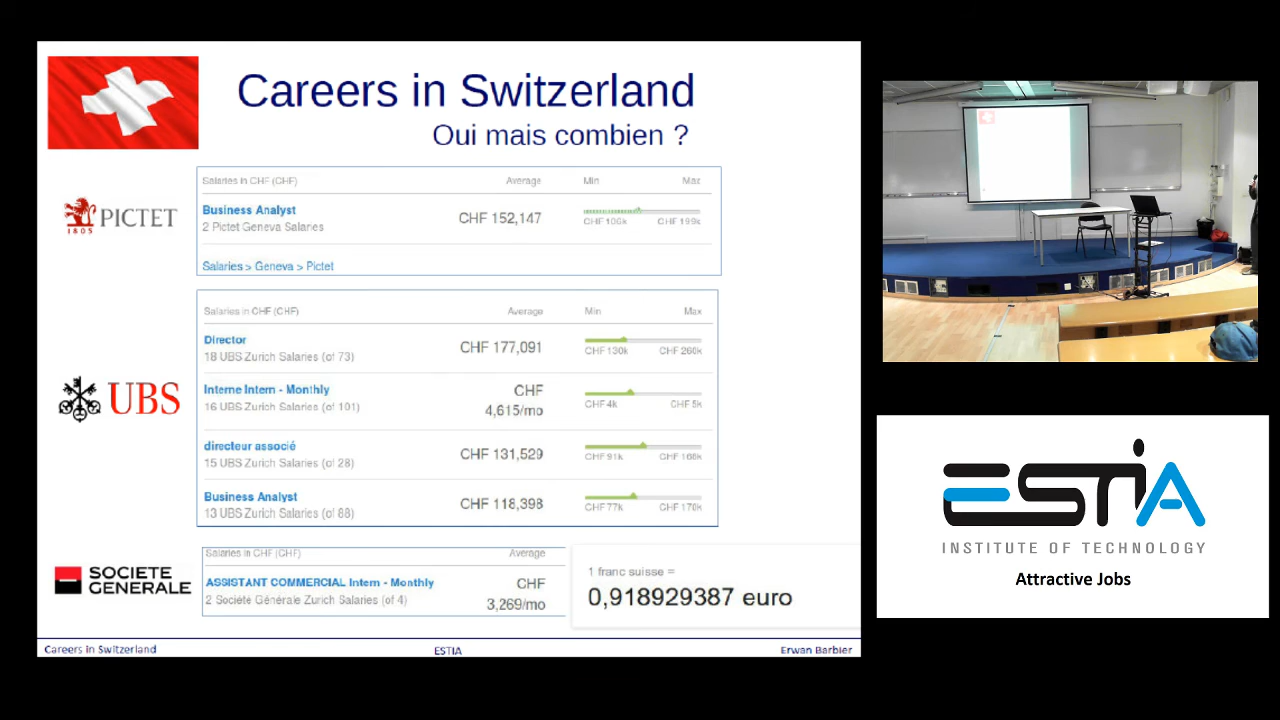 Careers in Switzerland
Oui mais combien ?
1805 PICTET
Salaries in CHF (CHF) Average Min Max
Business Analyst CHF 152,147
2 Pictet Geneva Salaries CHF 106k CHF 199k
Salaries > Geneva > Pictet
UBS
Salaries in CHF (CHF) Average Min Max
Director CHF 177,091
18 UBS Zurich Salaries (of 73) CHF 130k CHF 268k
Interne Intern - Monthly CHF
16 UBS Zurich Salaries (of 101) 4,615/mo CHF 4k CHF 5k
directeur associé CHF 131,529
15 UBS Zurich Salaries (of 28) CHF 91k CHF 168k
Business Analyst CHF 118,398
13 UBS Zurich Salaries (of 88) CHF 77k CHF 178k
SOCIETE
GENERALE
Salaries in CHF (CHF) Average
ASSISTANT COMMERCIAL Intern - Monthly CHF
2 Société Générale Zurich Salaries (of 4) 3,269/mo
1 franc suisse =
0,918929387 euro
Careers in Switzerland ESTIA Erwan Barbier
ESTIA
INSTITUTE OF TECHNOLOGY
Attractive Jobs